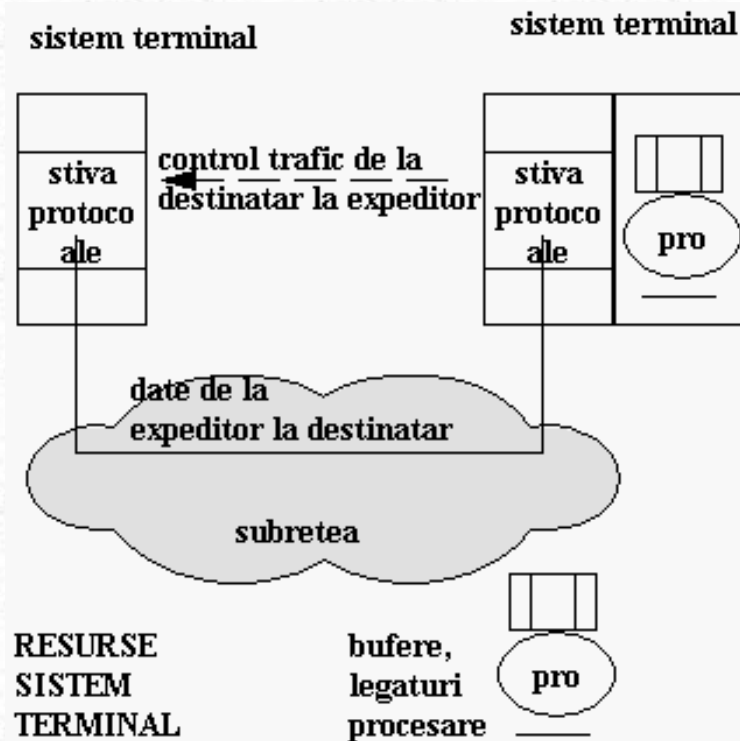 sistem terminal
sistem terminal
stiva
protoco
ale
control trafic de la
destinatar la expeditor
stiva
protoco
ale
pro
date de la
expeditor la destinatar
subretea
RESURSE
SISTEM
TERMINAL
bufere,
legaturi
procesare
pro